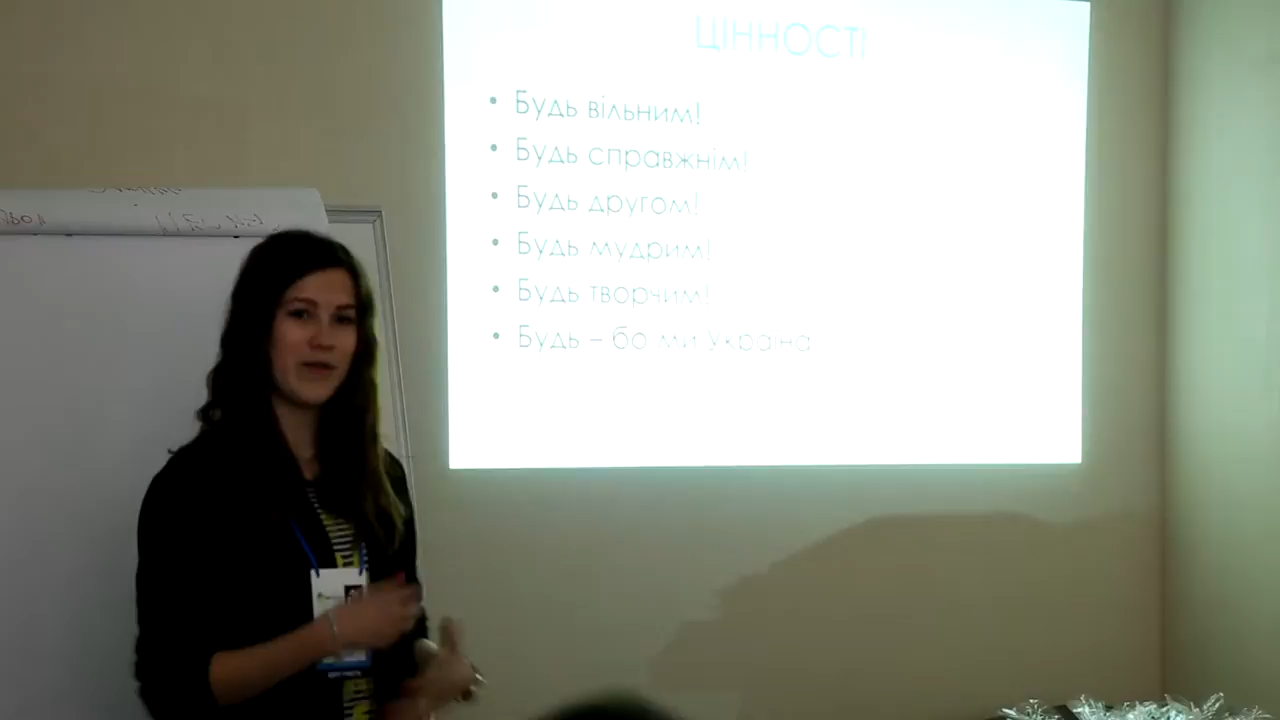 ЦІННОСТІ
• Будь вільним!
• Будь справжнім!
• Будь другом!
• Будь мудрим!
• Будь творчим!
• Будь – бо ми Україна